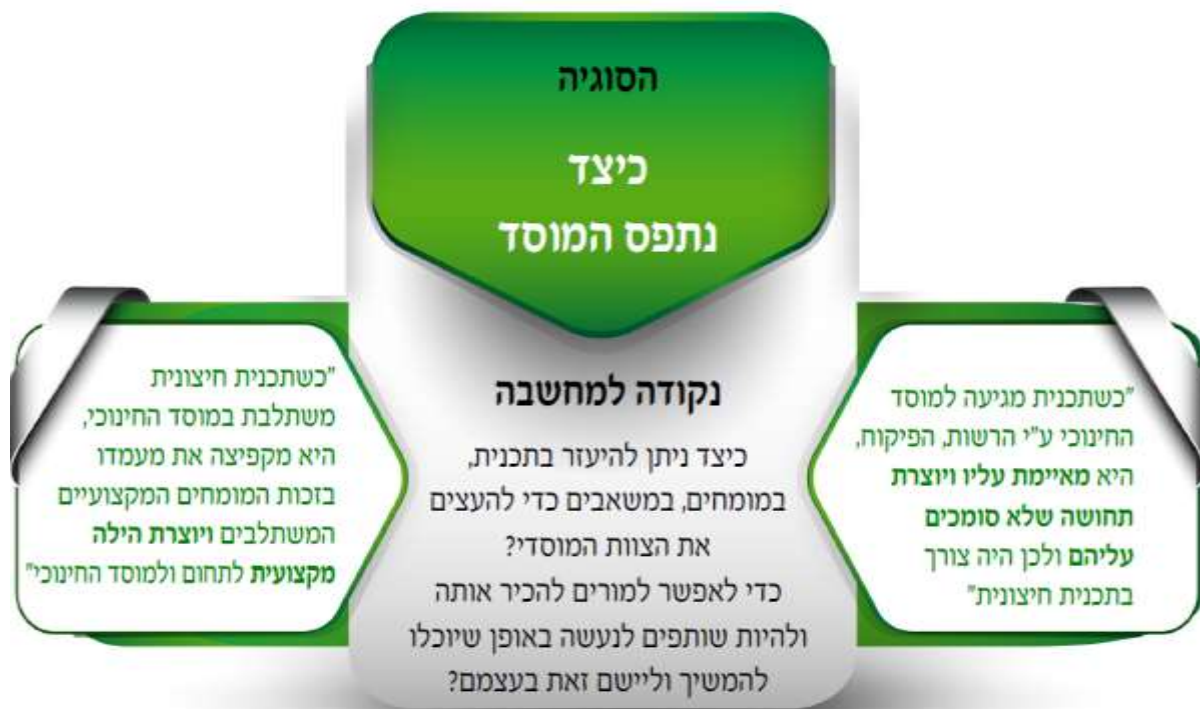 הסוגיה
כיצד
נתפס המוסד
"כשתכנית מגיעה למוסד
החינוכי ע"י הרשות, הפיקוח,
היא מאיימת עליו ויוצרת
תחושה שלא סומכים
עליהם ולכן היה צורך
בתכנית חיצונית"
נקודה למחשבה
כיצד ניתן להיעזר בתכנית,
במומחים, במשאבים כדי להעצים
את הצוות המוסדי?
כדי לאפשר למורים להכיר אותה
ולהיות שותפים לנעשה באופן שיוכלו
להמשיך וליישם זאת בעצמם?
"כשתכנית חיצונית
משתלבת במוסד החינוכי,
היא מקפיצה את מעמדו
בזכות המומחים המקצועיים
המשתלבים ויוצרת הילה
מקצועית לתחום ולמוסד החינוכי"